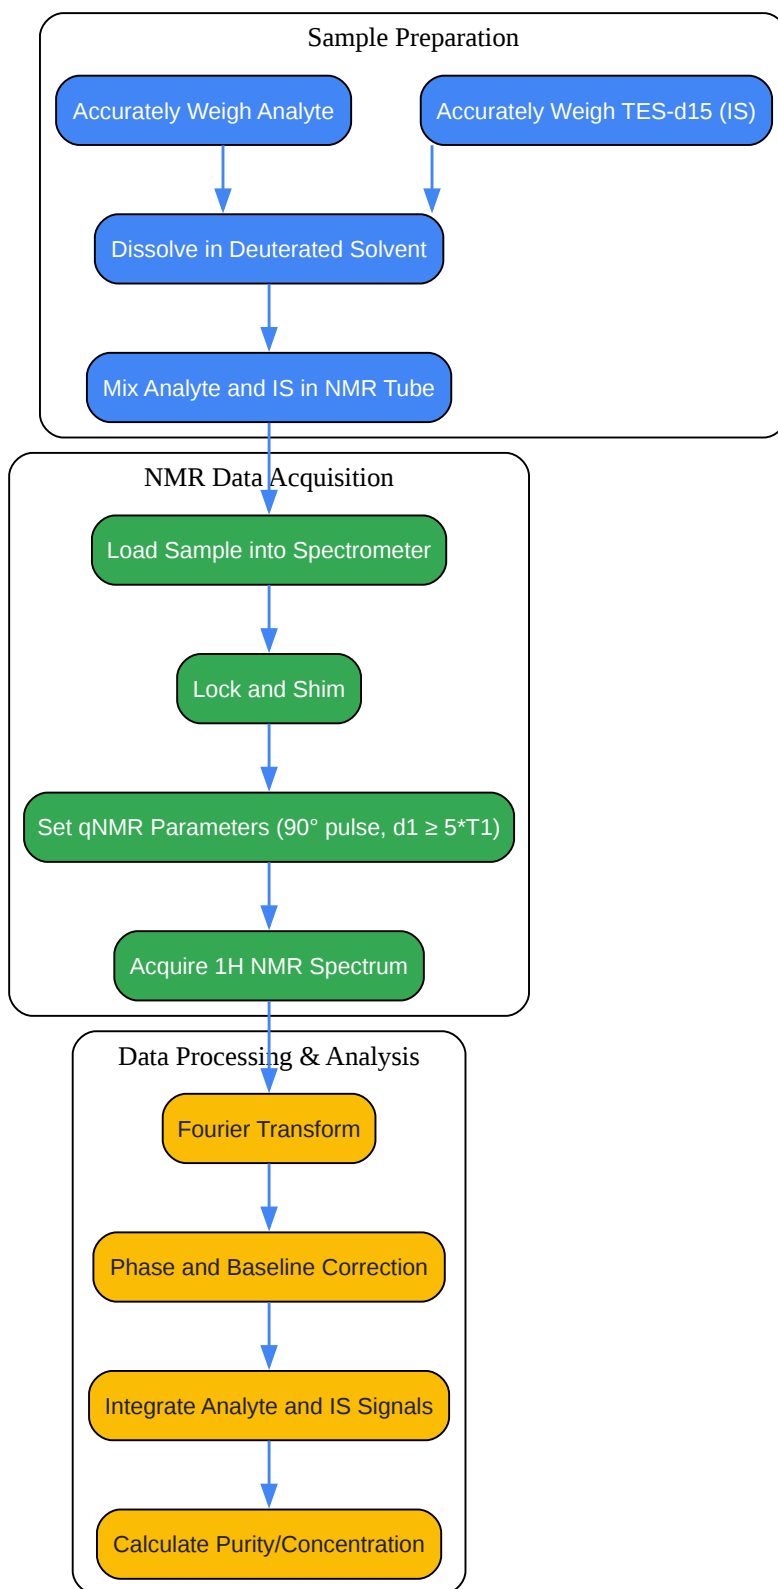 Sample Preparation
Accurately Weigh Analyte
Accurately Weigh TES-d15 (IS)
Dissolve in Deuterated Solvent
Mix Analyte and IS in NMR Tube
NMR Data Acquisition
Load Sample into Spectrometer
Lock and Shim
Set qNMR Parameters (90° pulse, d1 ≥ 5*T1)
Acquire 1H NMR Spectrum
Data Processing & Analysis
Fourier Transform
Phase and Baseline Correction
Integrate Analyte and IS Signals
Calculate Purity/Concentration